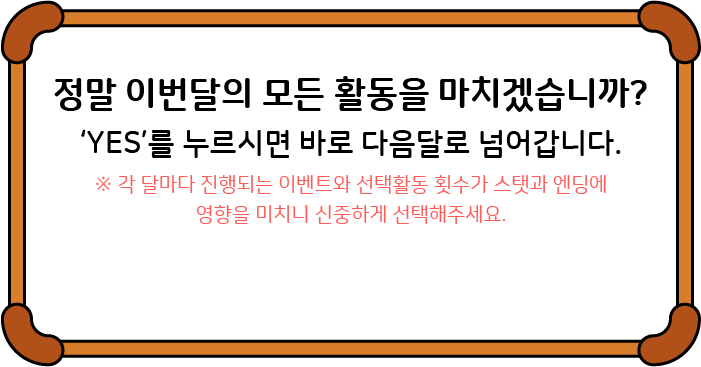 정말 이번달의 모든 활동을 마치겠습니까?
‘YES’를 누르시면 바로 다음달로 넘어갑니다.
※ 각 달마다 진행되는 이벤트와 선택활동 횟수가 스탯과 엔딩에
영향을 미치니 신중하게 선택해주세요.